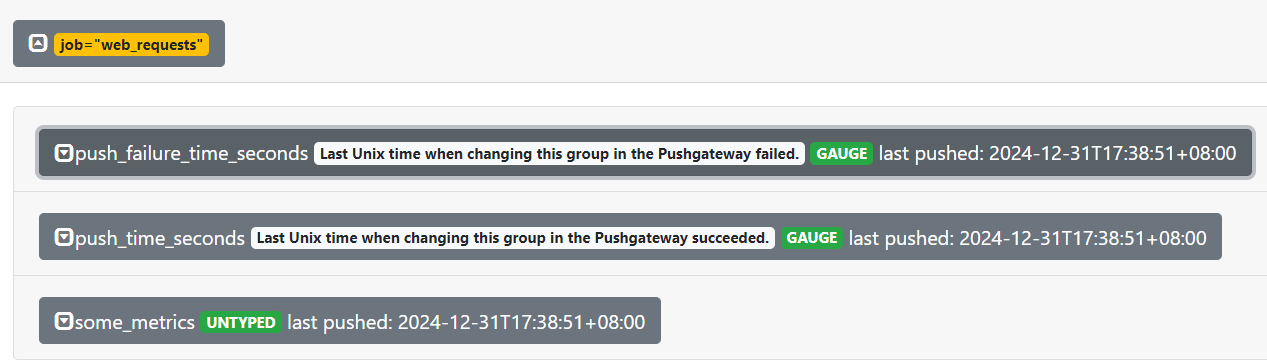 job="web_requests"
push_failure_time_seconds Last Unix time when changing this group in the Pushgateway failed. GAUGE last pushed: 2024-12-31T17:38:51+08:00
push_time_seconds Last Unix time when changing this group in the Pushgateway succeeded. GAUGE last pushed: 2024-12-31T17:38:51+08:00
some_metrics UNTYPED last pushed: 2024-12-31T17:38:51+08:00